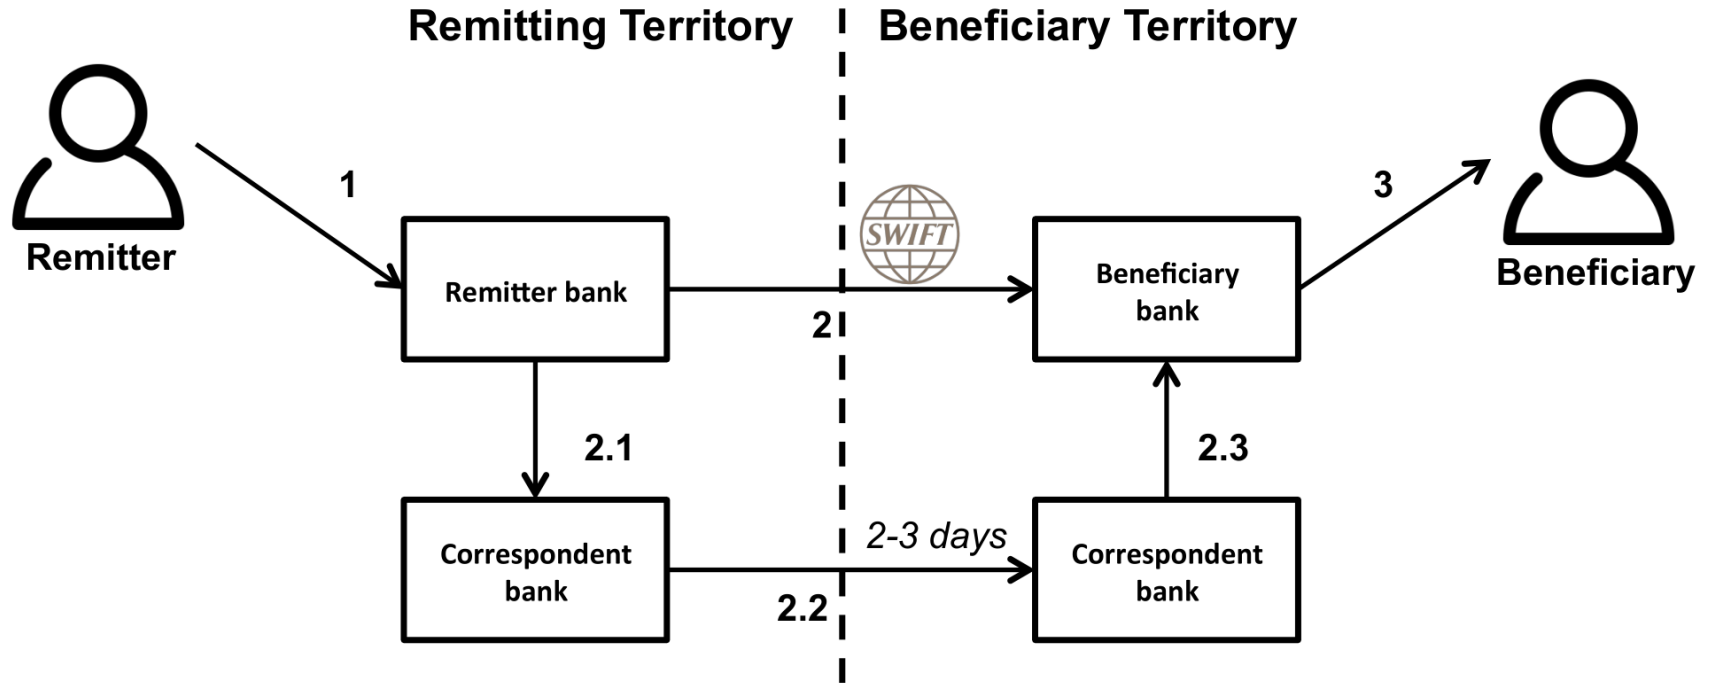 Remitting Territory
Beneficiary Territory
1
3
Remitter
SWIFT
Beneficiary
Remitter bank
Beneficiary
bank
2
2.1
2.3
2-3 days
Correspondent
bank
Correspondent
bank
2.2